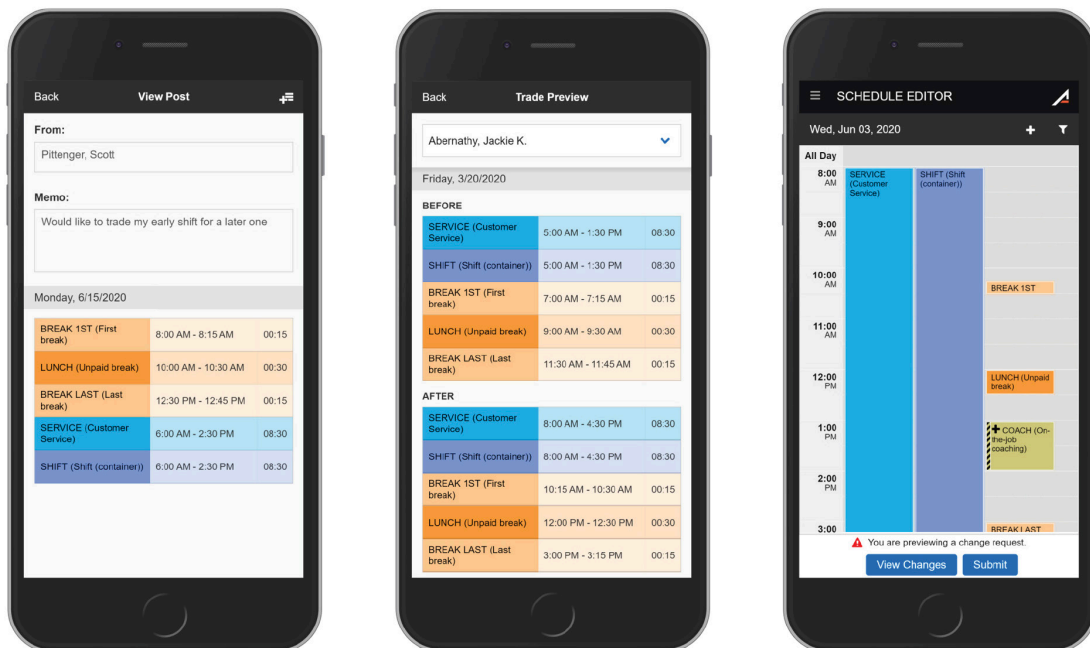 Back View Post
From:
Pittenger, Scott
Memo:
Would like to trade my early shift for a later one
Monday, 6/15/2020
BREAK 1ST (First
break) 8:00 AM - 8:15 AM 00:15
LUNCH (Unpaid break) 10:00 AM - 10:30 AM 00:30
BREAK LAST (Last
break) 12:30 PM - 12:45 PM 00:15
SERVICE (Customer
Service) 6:00 AM - 2:30 PM 08:30
SHIFT (Shift (container)) 6:00 AM - 2:30 PM 08:30
Back Trade Preview
Abernathy, Jackie K.
Friday, 3/20/2020
BEFORE
SERVICE (Customer
Service) 5:00 AM - 1:30 PM 08:30
SHIFT (Shift (container)) 5:00 AM - 1:30 PM 08:30
BREAK 1ST (First
break) 7:00 AM - 7:15 AM 00:15
LUNCH (Unpaid break) 9:00 AM - 9:30 AM 00:30
BREAK LAST (Last
break) 11:30 AM - 11:45 AM 00:15
AFTER
SERVICE (Customer
Service) 8:00 AM - 4:30 PM 08:30
SHIFT (Shift (container)) 8:00 AM - 4:30 PM 08:30
BREAK 1ST (First
break) 10:15 AM - 10:30 AM 00:15
LUNCH (Unpaid break) 12:00 PM - 12:30 PM 00:30
BREAK LAST (Last
break) 3:00 PM - 3:15 PM 00:15
SCHEDULE EDITOR
Wed, Jun 03, 2020
All Day
8:00 SERVICE SHIFT (Shift
AM (Customer (container))
Service)
9:00
AM
10:00
AM BREAK 1ST
11:00
AM
12:00 LUNCH (Unpaid
PM break)
1:00 COACH (On-
PM the-job
coaching)
2:00
PM
3:00 BREAK LAST
You are previewing a change request.
View Changes Submit